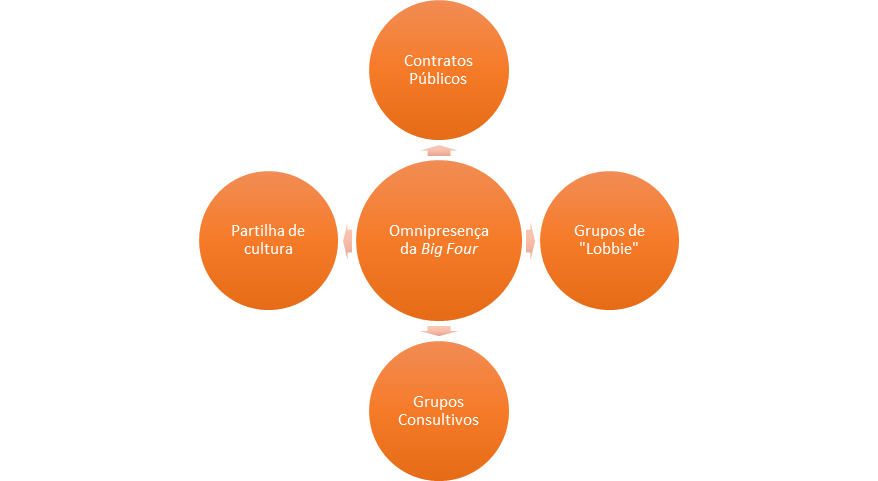 Contratos
Públicos
Partilha de
cultura
Omnipresença
da Big Four
Grupos de
"Lobbie"
Grupos
Consultivos